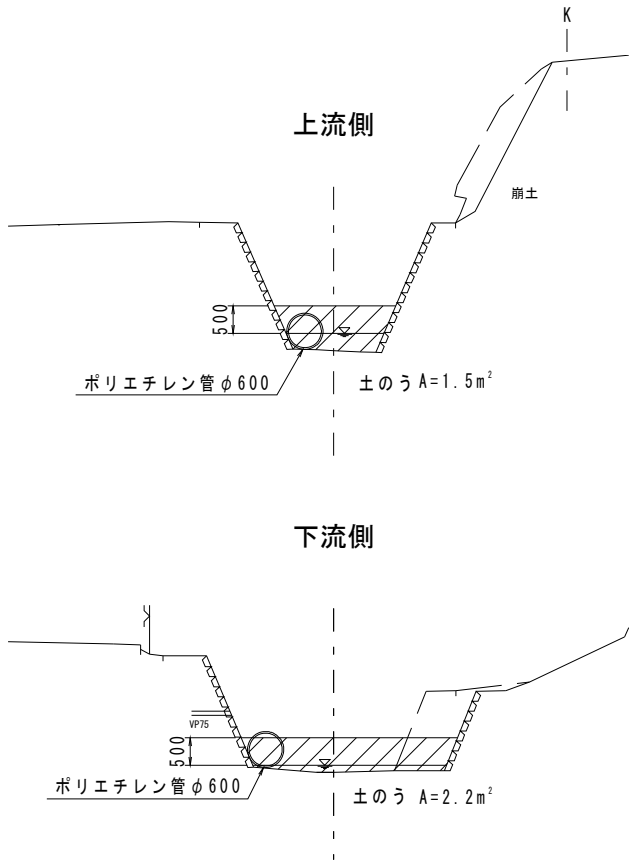 K
上流側
崩土
500
ポリエチレン管φ600
土のう A=1.5m²
下流側
VP75
500
ポリエチレン管φ600
土のう A=2.2m²